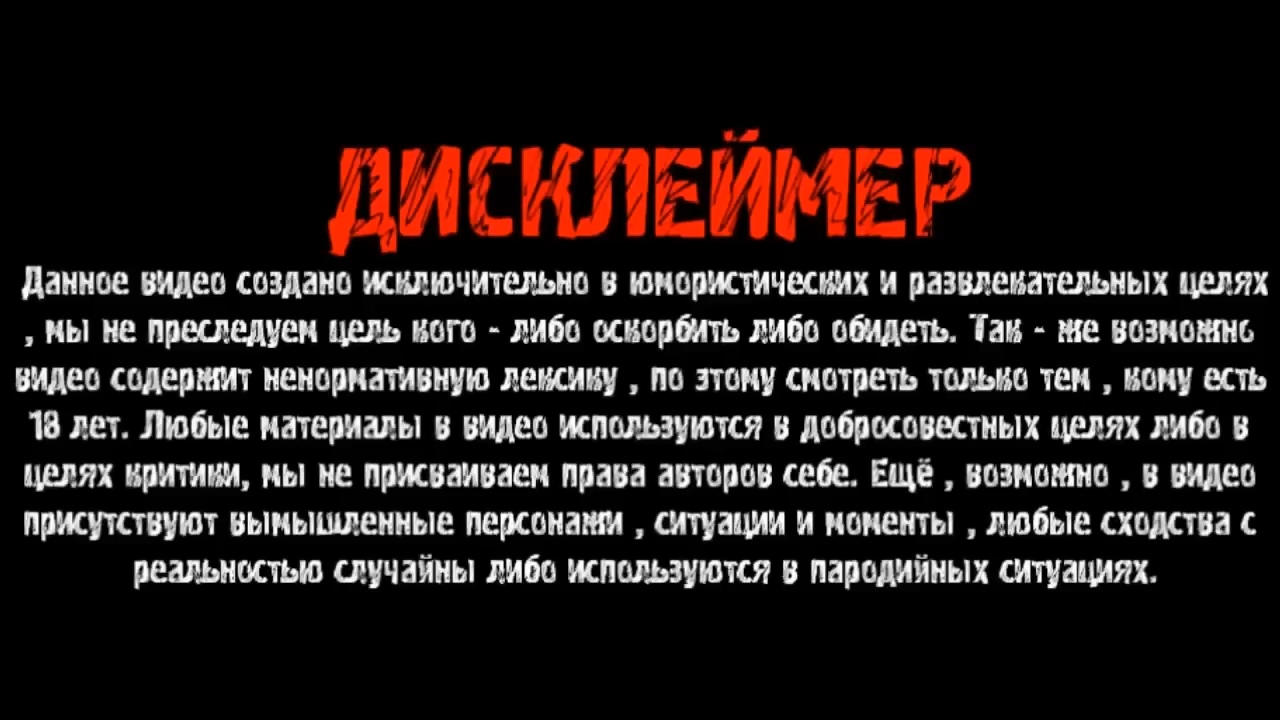 ДИСКЛЕЙМЕР
Данное видео создано исключительно в юмористических и развлекательных целях
, мы не преследуем цель кого - либо оскорбить либо обидеть. Так - же возможно
видео содержит ненормативную лексику , по этому смотреть только тем , кому есть
18 лет. Любые материалы в видео используются в добросовестных целях либо в
целях критики, мы не присваиваем права авторов себе. Ещё , возможно , в видео
присутствуют вымышленные персонажи , ситуации и моменты , любые сходства с
реальностью случайны либо используются в пародийных ситуациях.